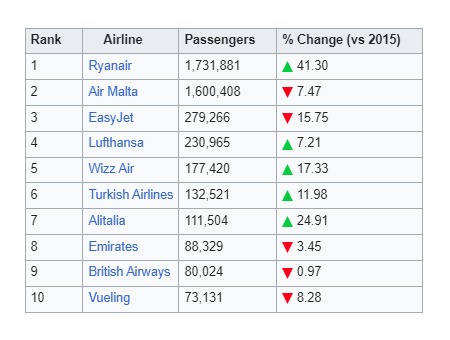 Rank Airline Passengers % Change (vs 2015)
1 Ryanair 1,731,881 ▲ 41.30
2 Air Malta 1,600,408 ▼ 7.47
3 EasyJet 279,266 ▼ 15.75
4 Lufthansa 230,965 ▲ 7.21
5 Wizz Air 177,420 ▲ 17.33
6 Turkish Airlines 132,521 ▲ 11.98
7 Alitalia 111,504 ▲ 24.91
8 Emirates 88,329 ▼ 3.45
9 British Airways 80,024 ▼ 0.97
10 Vueling 73,131 ▼ 8.28